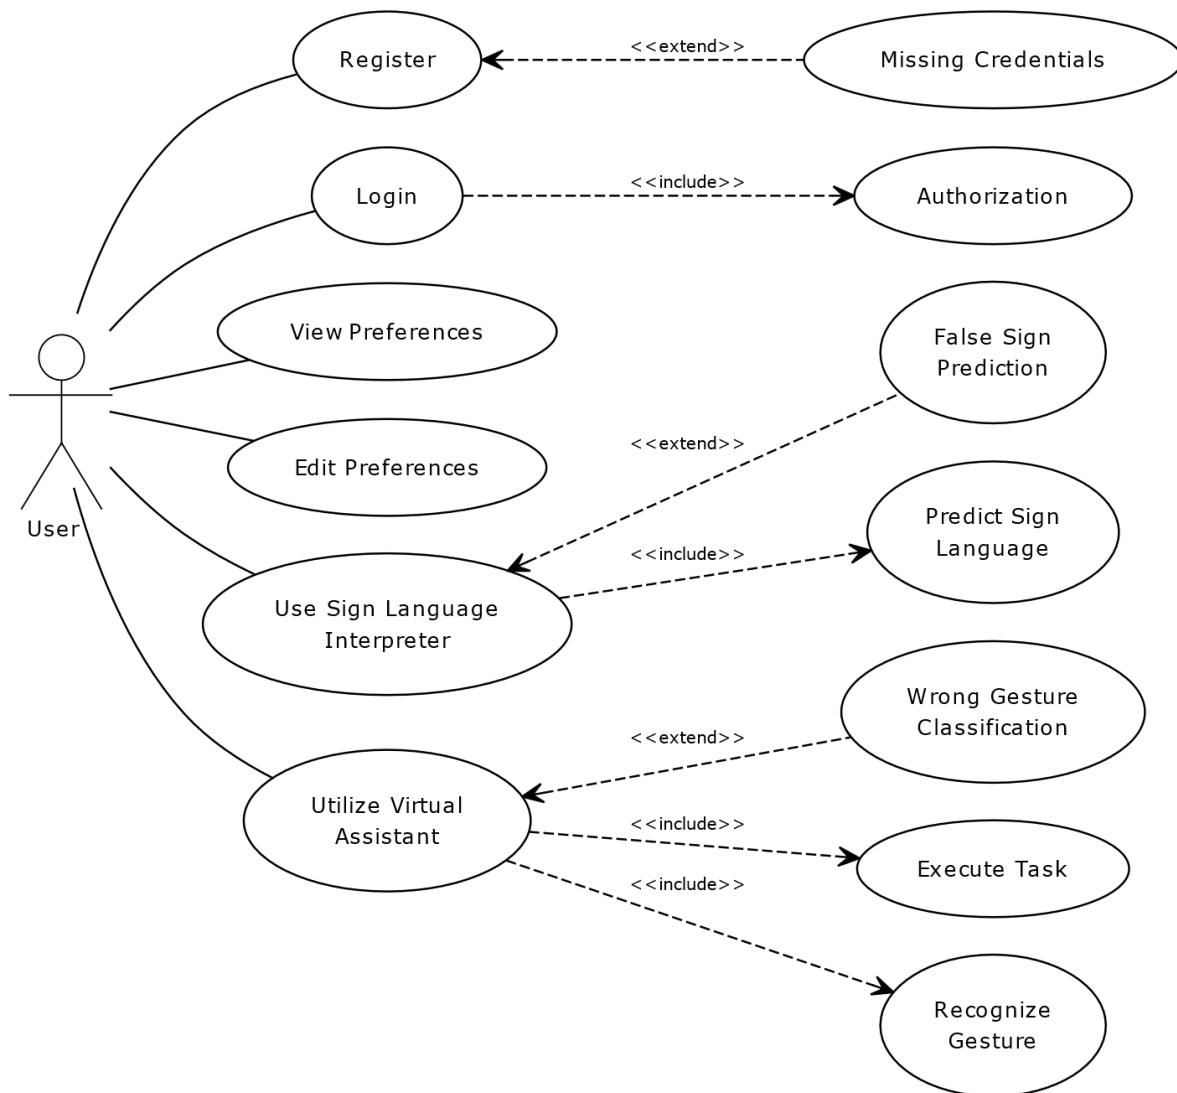 Register
<<extend>>
Missing Credentials
Login
<<include>>
Authorization
View Preferences
False Sign
Prediction
<<extend>>
Edit Preferences
User
Predict Sign
Language
<<include>>
Use Sign Language
Interpreter
Wrong Gesture
Classification
<<extend>>
Utilize Virtual
Assistant
<<include>>
Execute Task
<<include>>
Recognize
Gesture